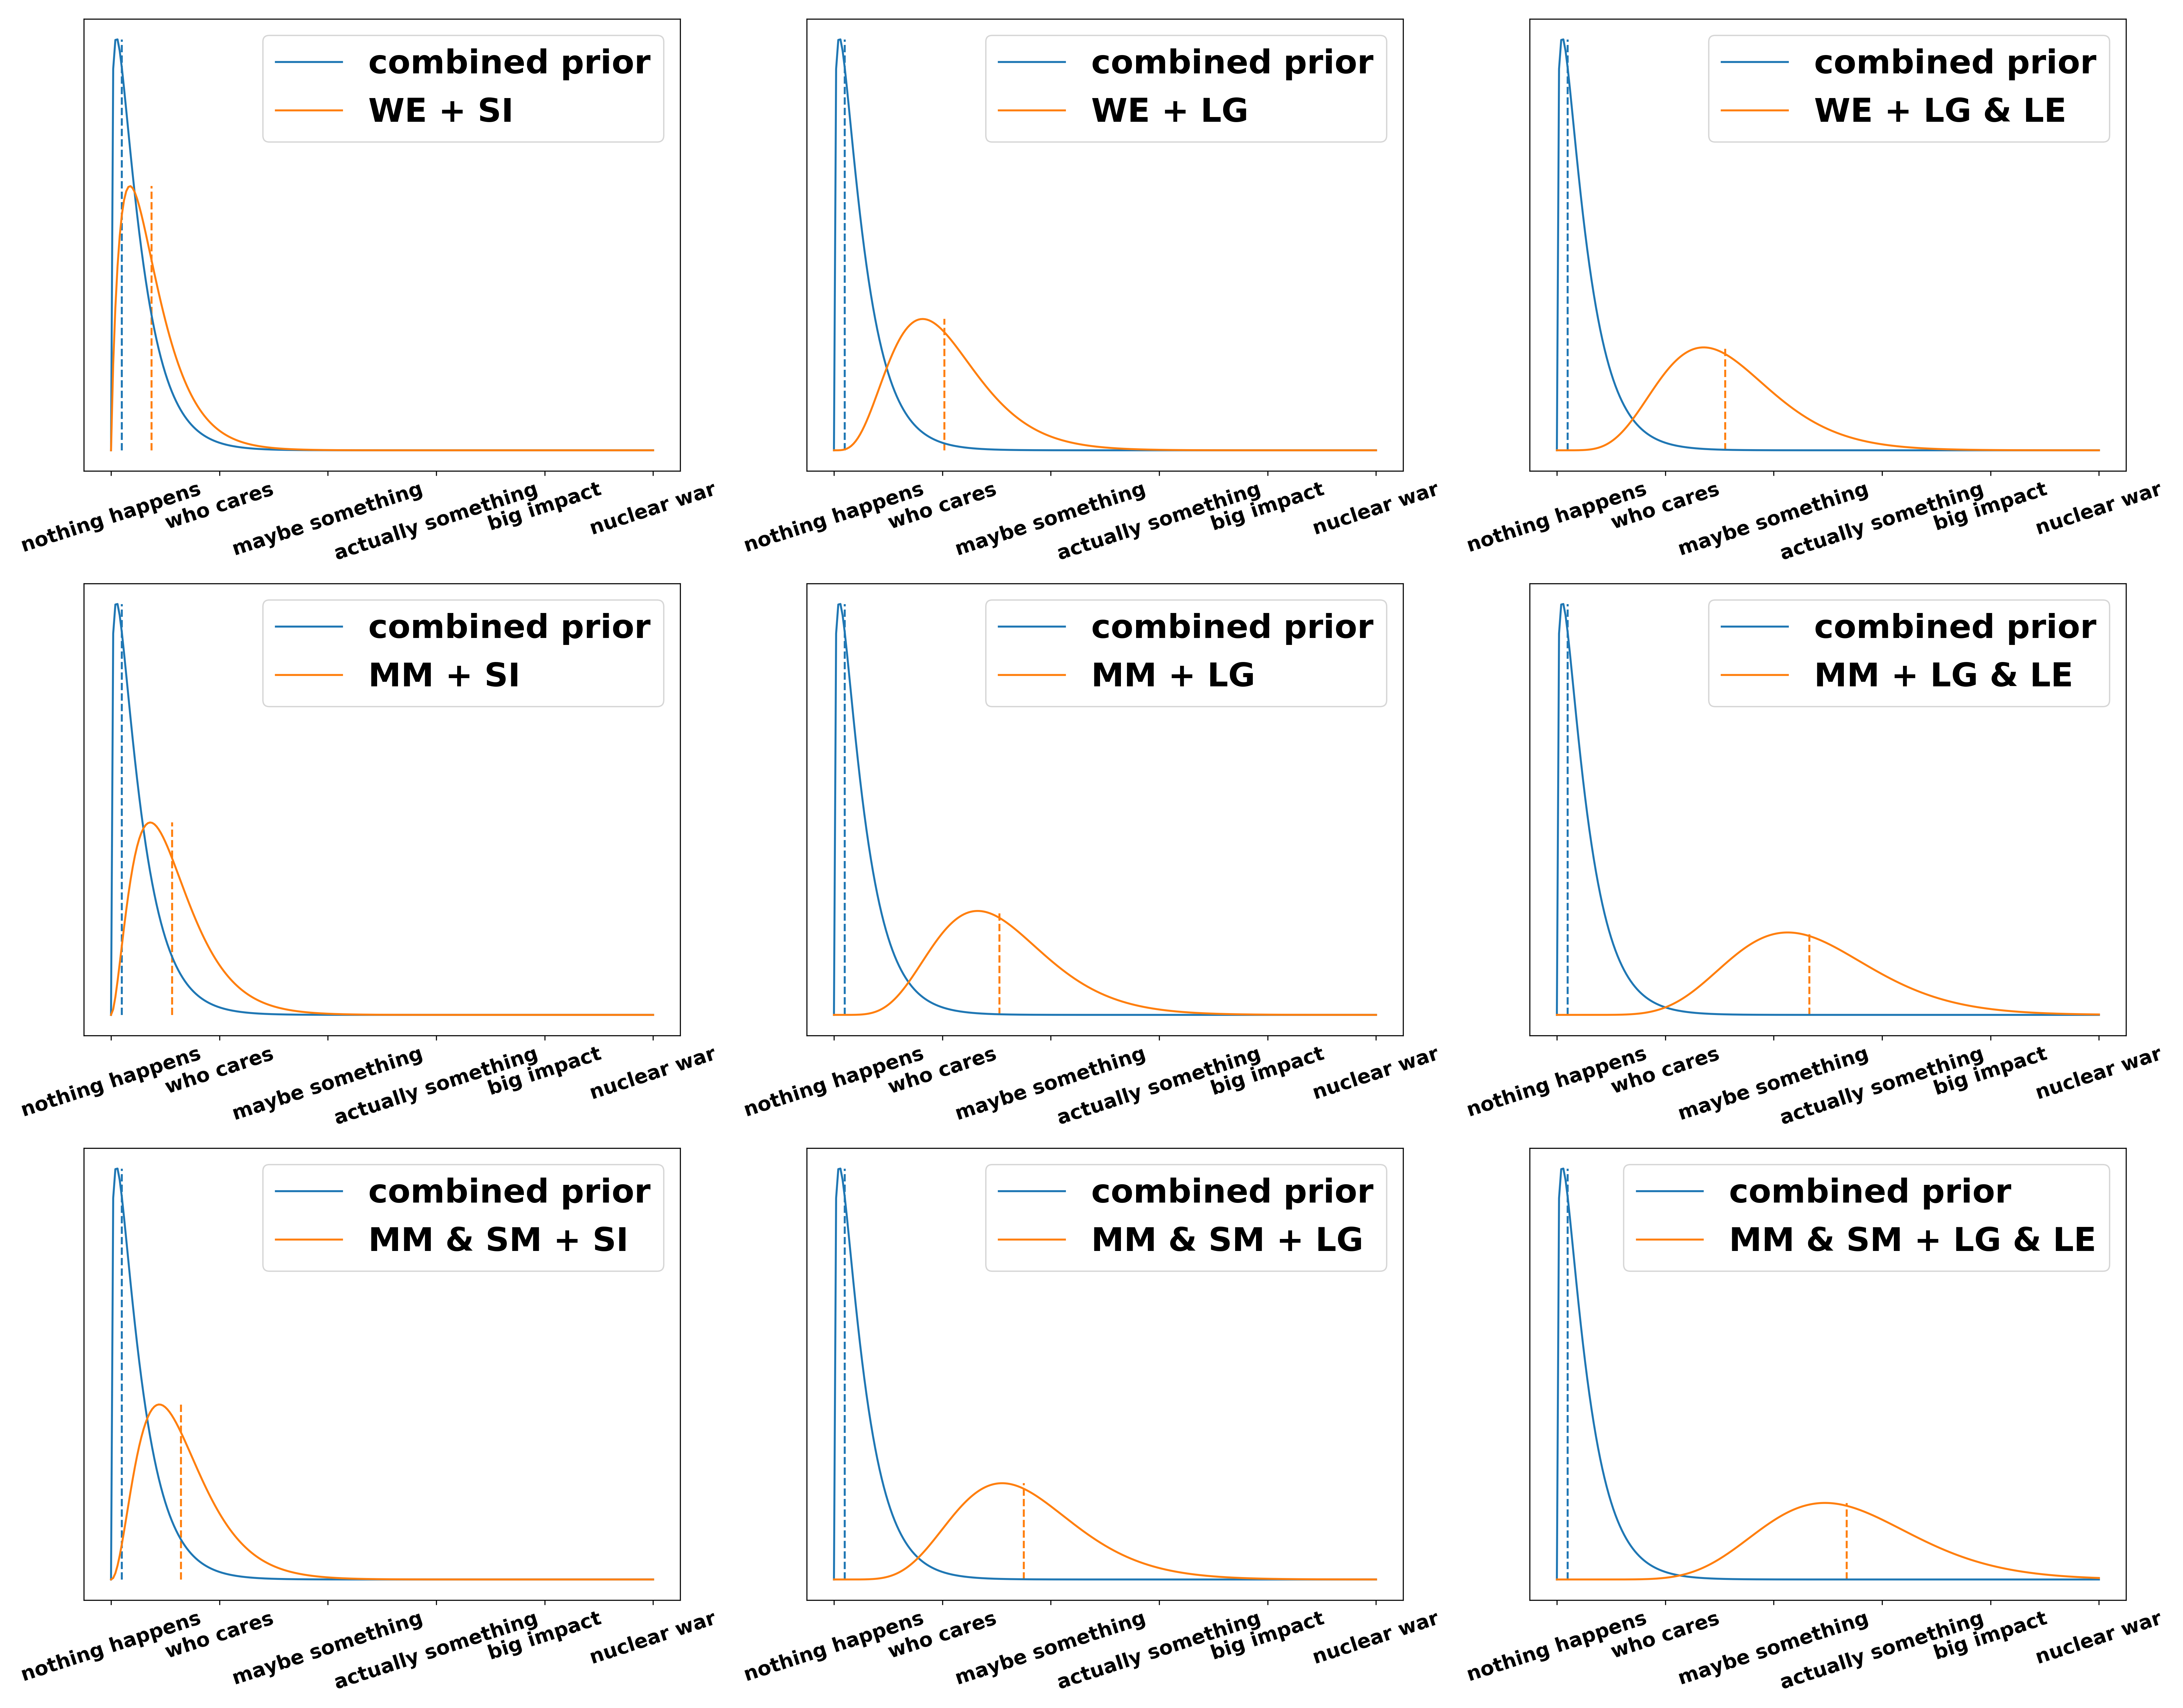 combined prior
WE + SI
combined prior
WE + LG
combined prior
WE + LG & LE
nothing happens
who cares
maybe something
actually something
big impact
nuclear war
nothing happens
who cares
maybe something
actually something
big impact
nuclear war
nothing happens
who cares
maybe something
actually something
big impact
nuclear war
combined prior
MM + SI
combined prior
MM + LG
combined prior
MM + LG & LE
nothing happens
who cares
maybe something
actually something
big impact
nuclear war
nothing happens
who cares
maybe something
actually something
big impact
nuclear war
nothing happens
who cares
maybe something
actually something
big impact
nuclear war
combined prior
MM & SM + SI
combined prior
MM & SM + LG
combined prior
MM & SM + LG & LE
nothing happens
who cares
maybe something
actually something
big impact
nuclear war
nothing happens
who cares
maybe something
actually something
big impact
nuclear war
nothing happens
who cares
maybe something
actually something
big impact
nuclear war